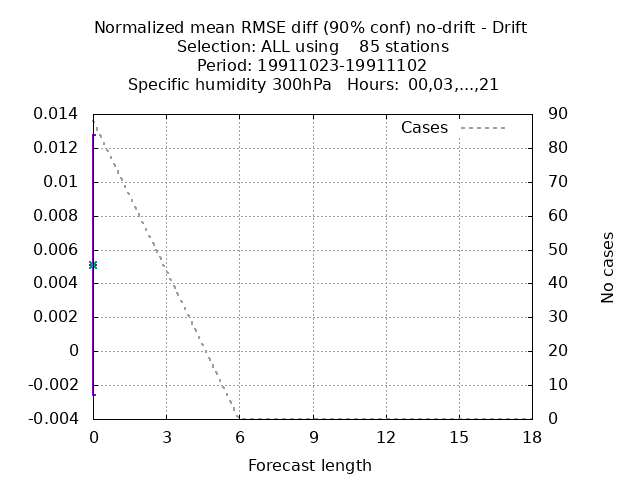 Normalized mean RMSE diff (90% conf) no-drift - Drift
Selection: ALL using    85 stations
Period: 19911023-19911102
Specific humidity 300hPa   Hours: 00,03,...,21
Cases
0.014
0.012
0.01
0.008
0.006
0.004
0.002
0
-0.002
-0.004
90
80
70
60
50
40
30
20
10
0
No cases
0 3 6 9 12 15 18
Forecast length